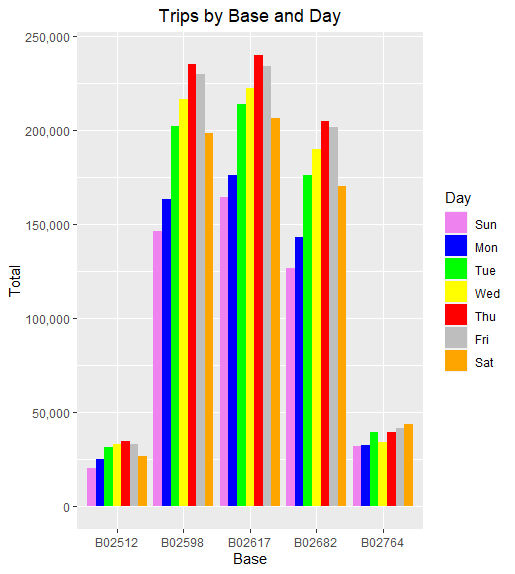 Trips by Base and Day
250,000
200,000
150,000
100,000
50,000
0
Total
B02512 B02598 B02617 B02682 B02764
Base
Day
Sun
Mon
Tue
Wed
Thu
Fri
Sat